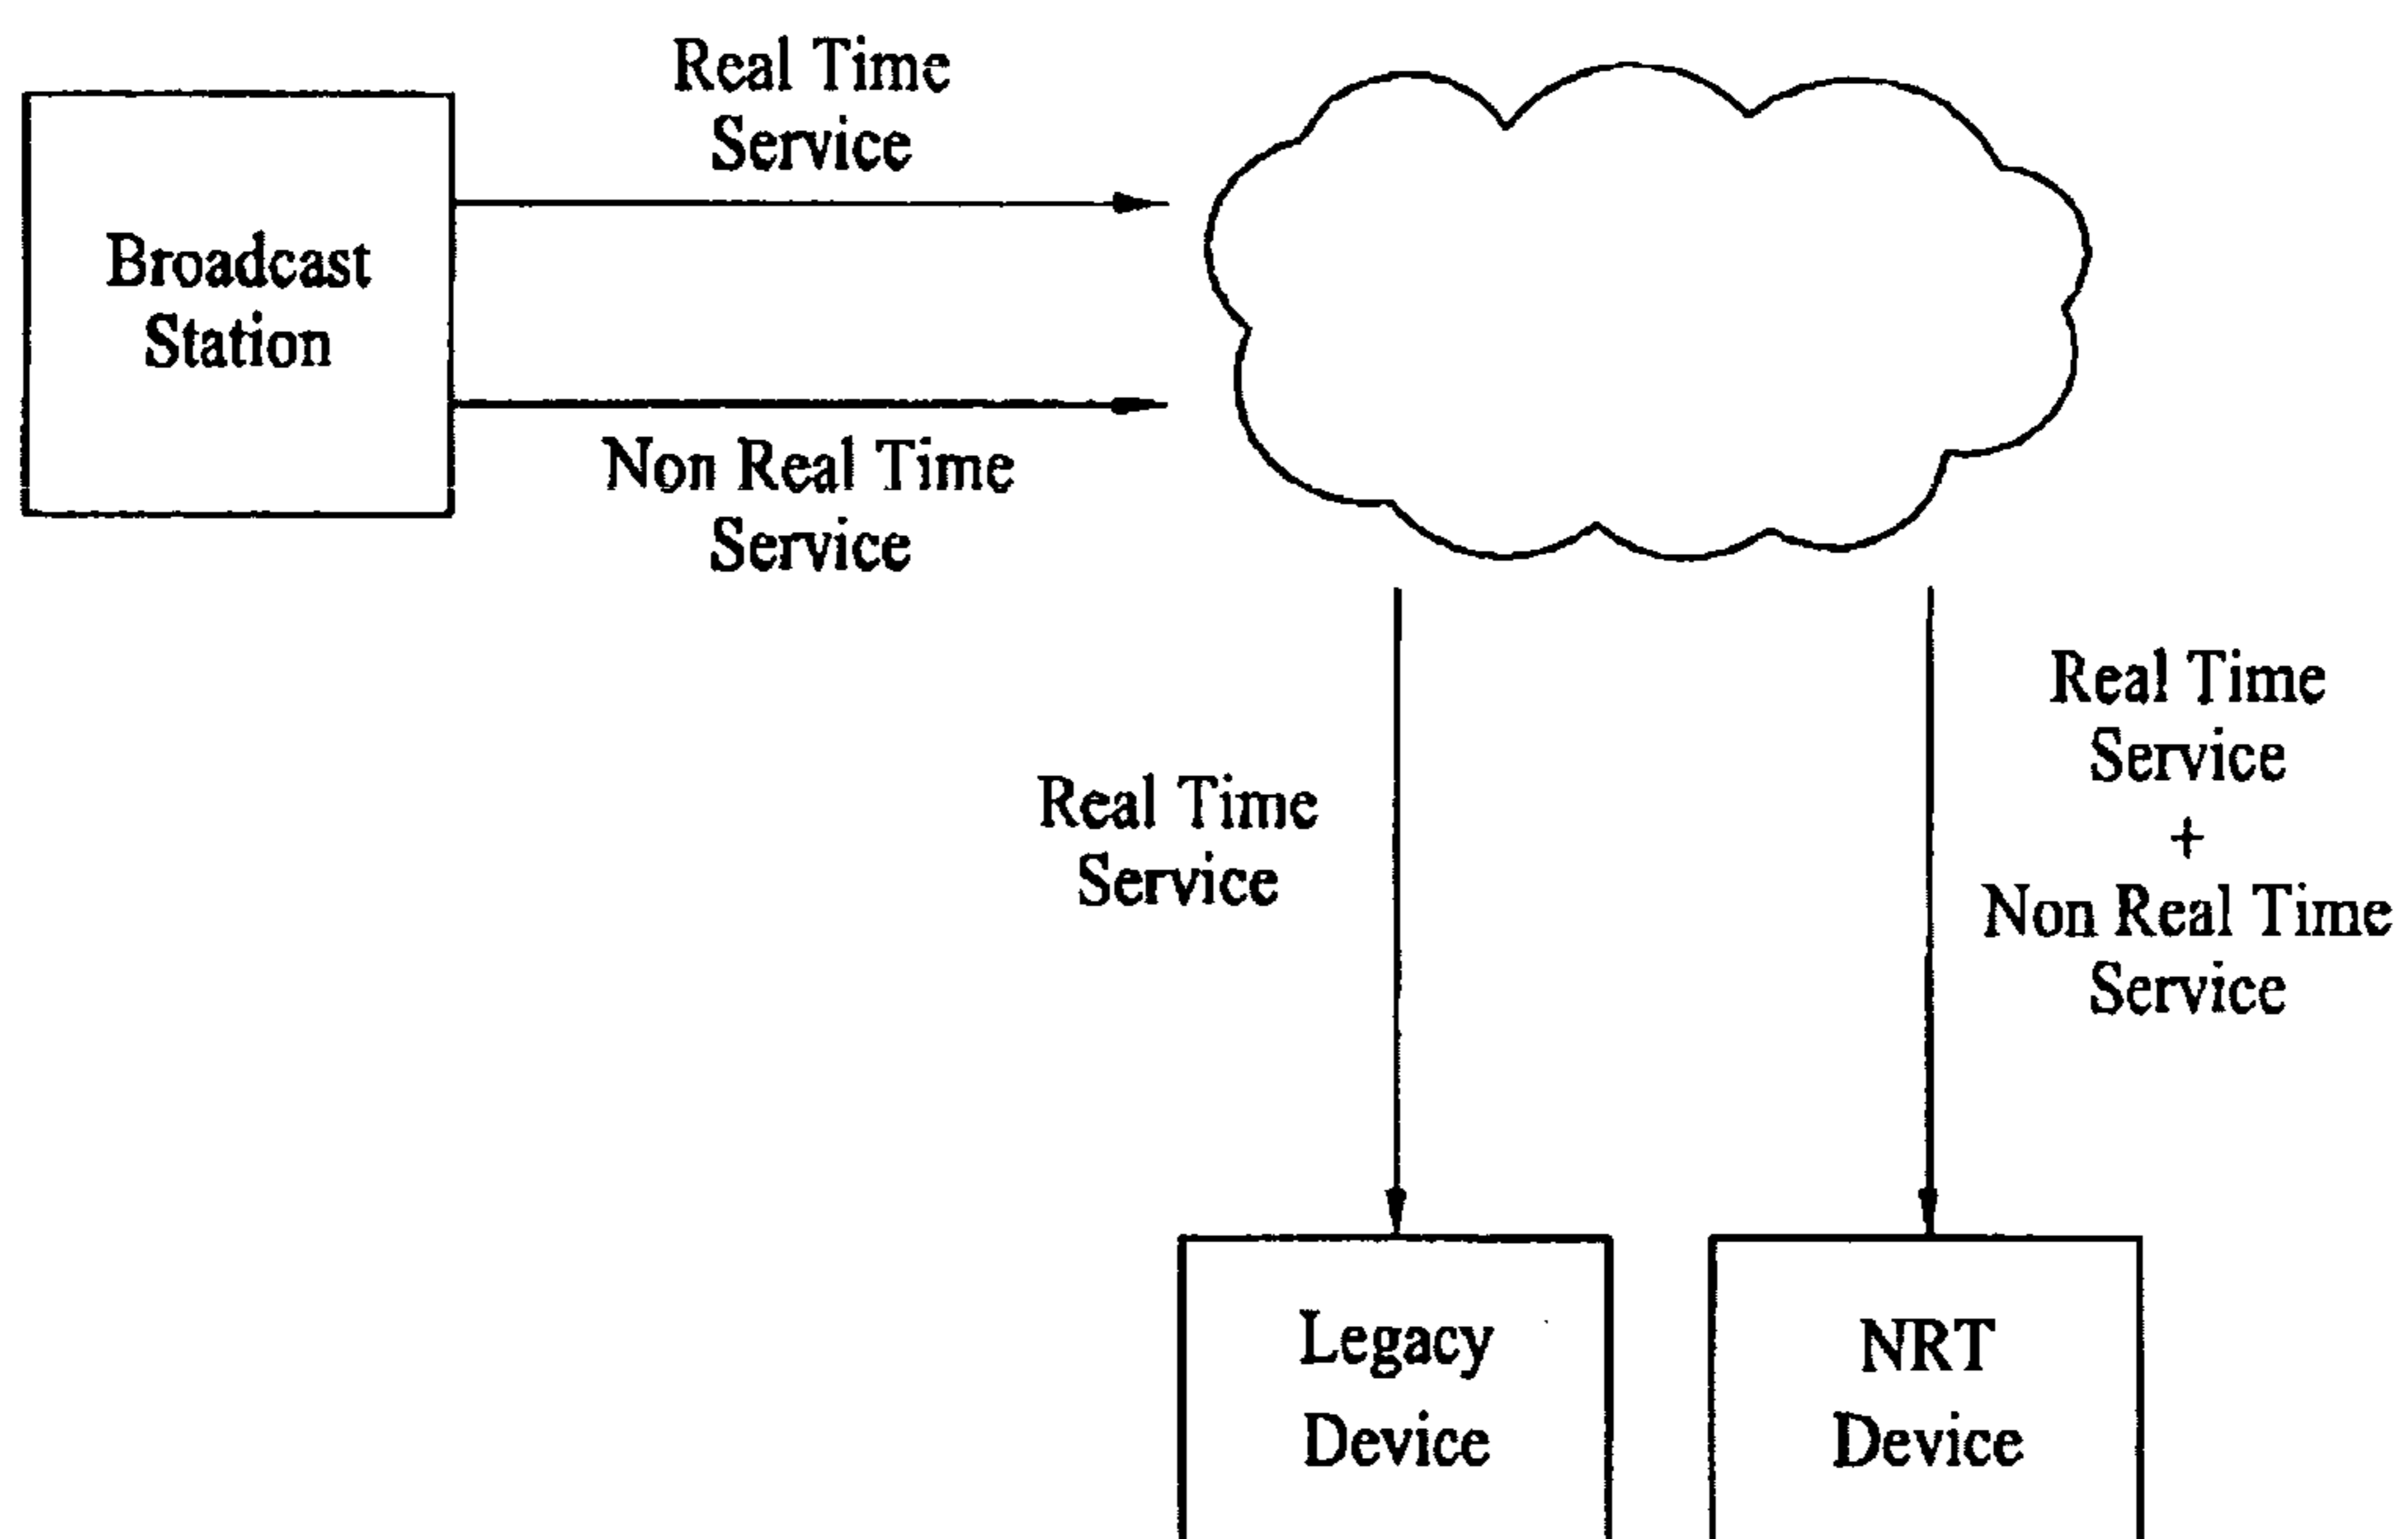 Real Time
Service
Broadcast
Station
Non Real Time
Service
Real Time
Service
Real Time
Service
+
Non Real Time
Service
Legacy
Device
NRT
Device